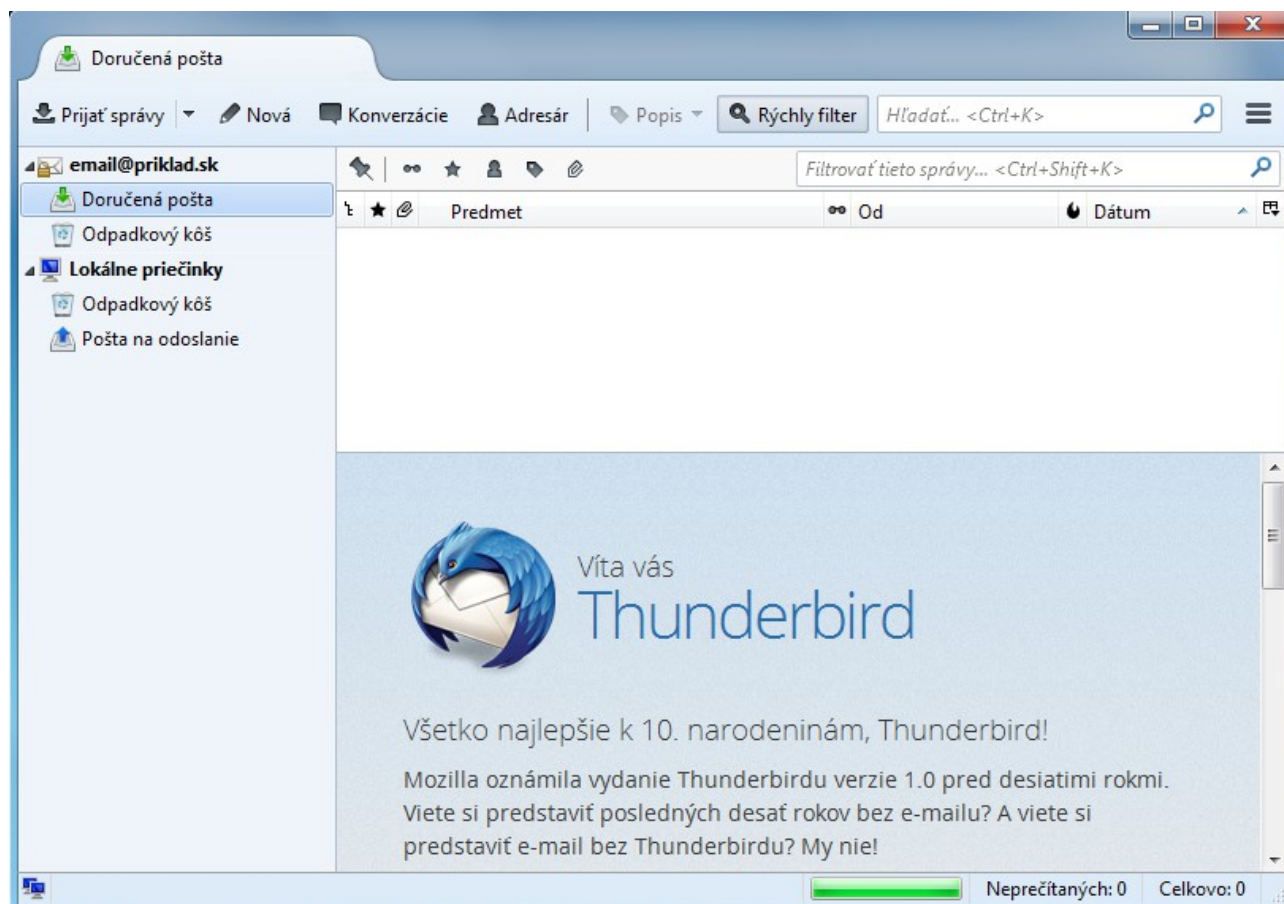 Doručená pošta
Prijať správy Nová Konverzácie Adresár Popis Rýchly filter Hľadať... <Ctrl+K>
email@priklad.sk
Doručená pošta
Odpadkový kôš
Lokálne priečinky
Odpadkový kôš
Pošta na odoslanie
Filtrovať tieto správy... <Ctrl+Shift+K>
Predmet Od Dátum
Víta vás
Thunderbird
Všetko najlepšie k 10. narodeninám, Thunderbird!
Mozilla oznámila vydanie Thunderbirdu verzie 1.0 pred desiatimi rokmi.
Viete si predstaviť posledných desať rokov bez e-mailu? A viete si
predstaviť e-mail bez Thunderbirdu? My nie!
Neprečítaných: 0 Celkovo: 0